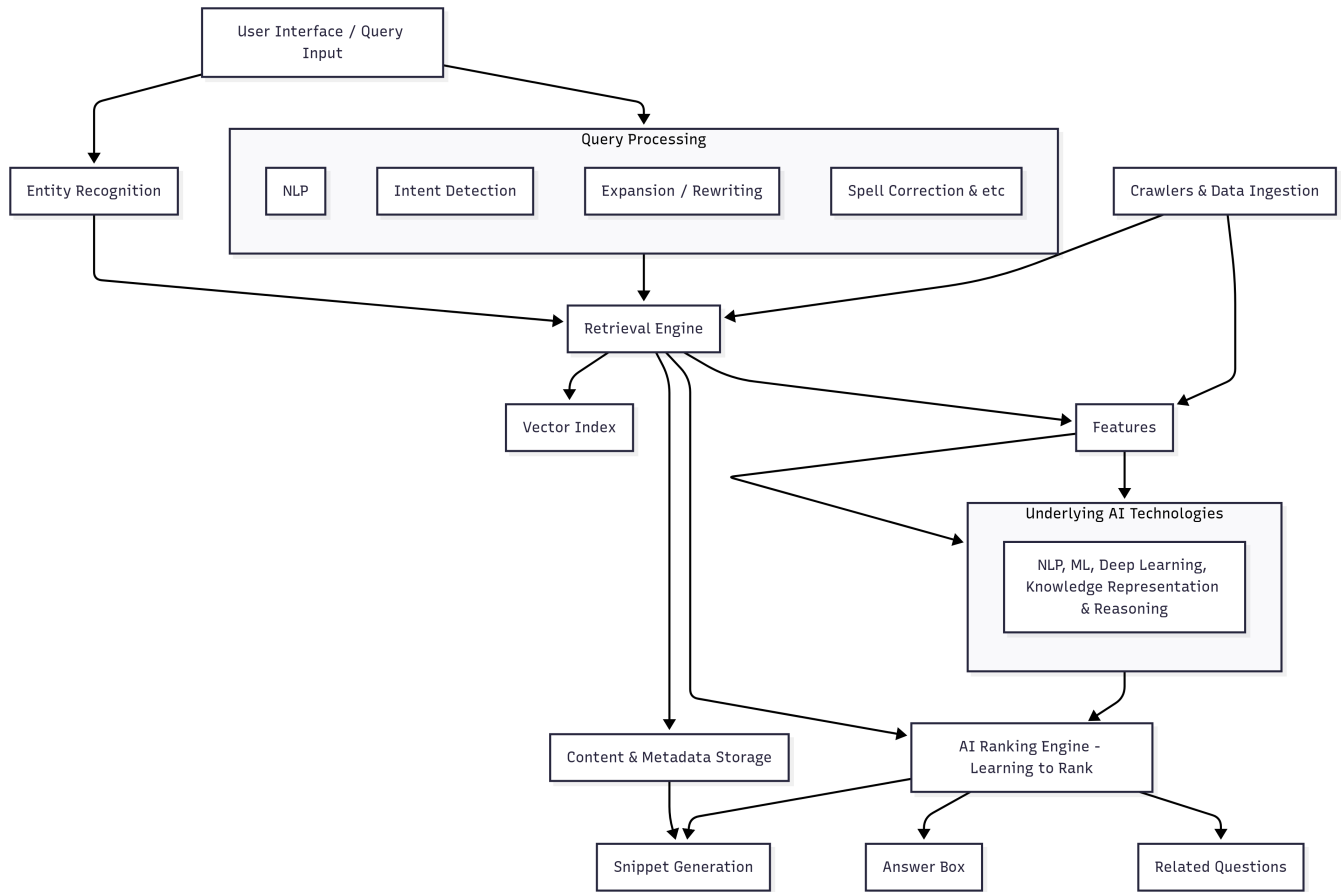 User Interface / Query
Input
Query Processing
Entity Recognition
NLP
Intent Detection
Expansion / Rewriting
Spell Correction & etc
Crawlers & Data Ingestion
Retrieval Engine
Vector Index
Features
Underlying AI Technologies
NLP, ML, Deep Learning,
Knowledge Representation
& Reasoning
Content & Metadata Storage
AI Ranking Engine -
Learning to Rank
Snippet Generation
Answer Box
Related Questions